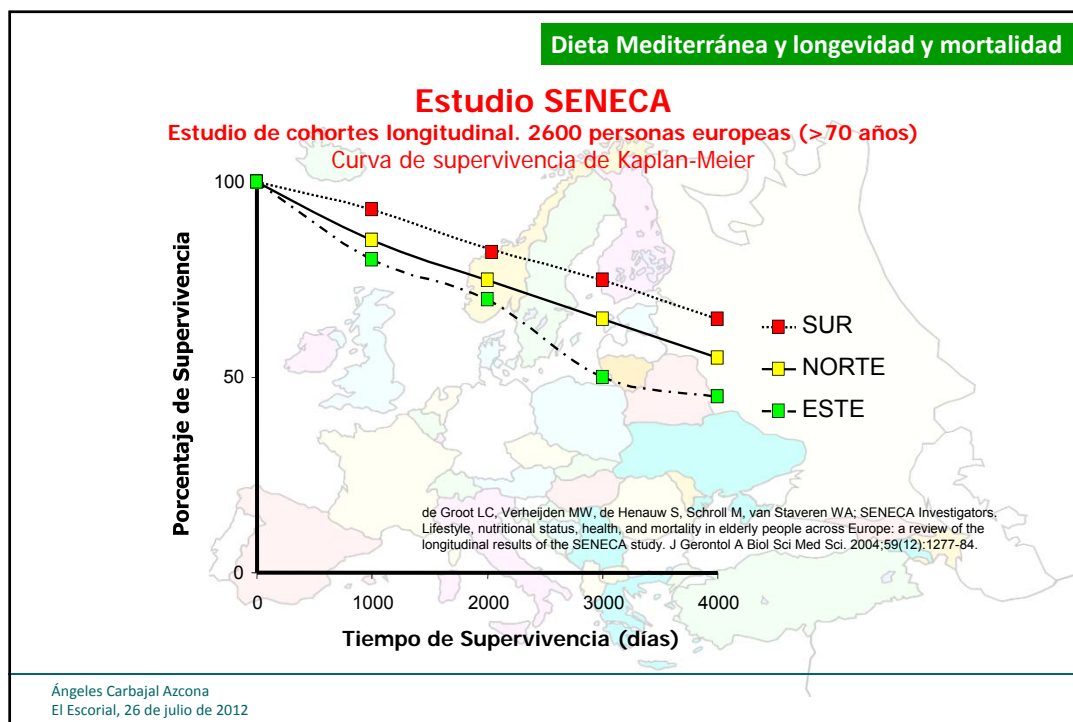 Dieta Mediterránea y longevidad y mortalidad
Estudio SENECA
Estudio de cohortes longitudinal. 2600 personas europeas (>70 años)
Curva de supervivencia de Kaplan-Meier
Porcentaje de Supervivencia
100
50
0
SUR
NORTE
ESTE
de Groot LC, Verheijden MW, de Henauw S, Schroll M, van Staveren WA; SENECA Investigators.
Lifestyle, nutritional status, health, and mortality in elderly people across Europe: a review of the
longitudinal results of the SENECA study. J Gerontol A Biol Sci Med Sci. 2004;59(12):1277-84.
0 1000 2000 3000 4000
Tiempo de Supervivencia (días)
Ángeles Carbajal Azcona
El Escorial, 26 de julio de 2012